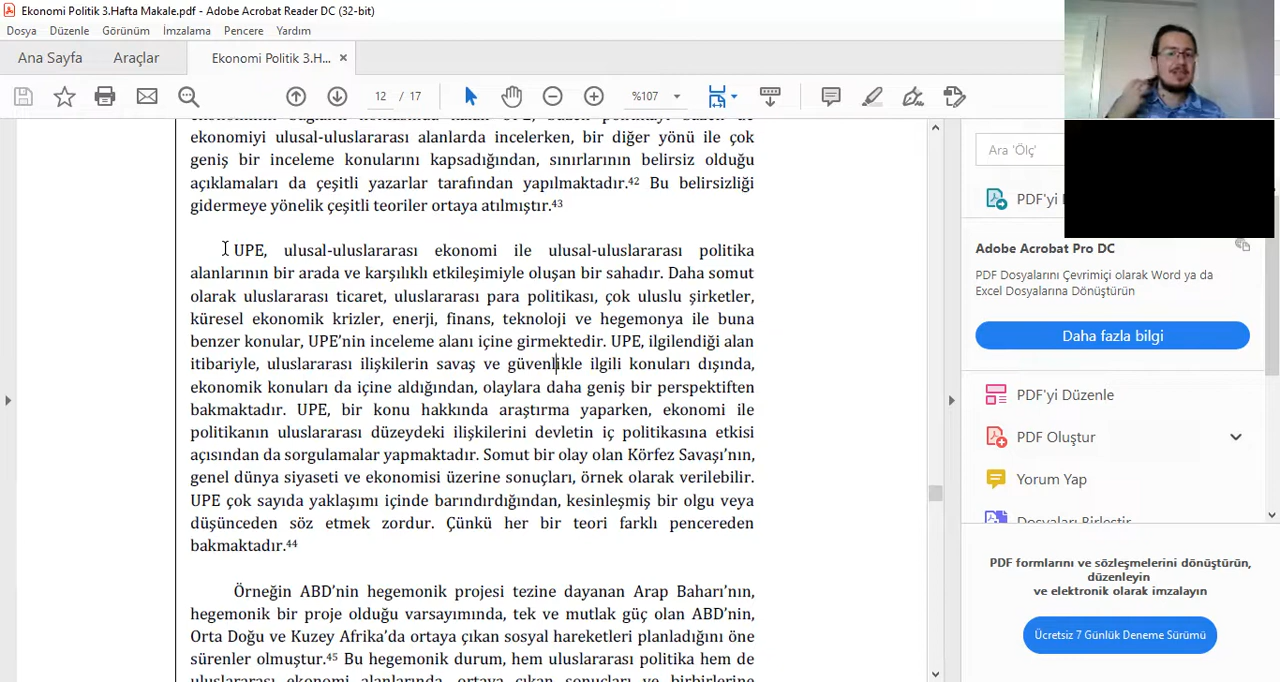 Ekonomi Politik 3.Hafta Makale.pdf - Adobe Acrobat Reader DC (32-bit)
Dosya Düzenle Görünüm İmzalama Pencere Yardım
Ana Sayfa Araçlar Ekonomi Politik 3.H... ×
12 / 17 %107
ekonomiyi ulusal-uluslararası alanlarda incelerken, bir diğer yönü ile çok
geniş bir inceleme konularını kapsadığından, sınırlarının belirsiz olduğu
açıklamaları da çeşitli yazarlar tarafından yapılmaktadır.⁴² Bu belirsizliği
gidermeye yönelik çeşitli teoriler ortaya atılmıştır.⁴³
UPE, ulusal-uluslararası ekonomi ile ulusal-uluslararası politika
alanlarının bir arada ve karşılıklı etkileşimiyle oluşan bir sahadır. Daha somut
olarak uluslararası ticaret, uluslararası para politikası, çok uluslu şirketler,
küresel ekonomik krizler, enerji, finans, teknoloji ve hegemonya ile buna
benzer konular, UPE’nin inceleme alanı içine girmektedir. UPE, ilgilendiği alan
itibariyle, uluslararası ilişkilerin savaş ve güvenlikle ilgili konuları dışında,
ekonomik konuları da içine aldığından, olaylara daha geniş bir perspektiften
bakmaktadır. UPE, bir konu hakkında araştırma yaparken, ekonomi ile
politikanın uluslararası düzeydeki ilişkilerini devletin iç politikasına etkisi
açısından da sorgulamalar yapmaktadır. Somut bir olay olan Körfez Savaşı’nın,
genel dünya siyaseti ve ekonomisi üzerine sonuçları, örnek olarak verilebilir.
UPE çok sayıda yaklaşımı içinde barındırdığından, kesinleşmiş bir olgu veya
düşünceden söz etmek zordur. Çünkü her bir teori farklı pencereden
bakmaktadır.⁴⁴
Örneğin ABD’nin hegemonik projesi tezine dayanan Arap Baharı’nın,
hegemonik bir proje olduğu varsayımında, tek ve mutlak güç olan ABD’nin,
Orta Doğu ve Kuzey Afrika’da ortaya çıkan sosyal hareketleri planladığını öne
sürenler olmuştur.⁴⁵ Bu hegemonik durum, hem uluslararası politika hem de
uluslararası ekonomi alanlarında, ortaya çıkan sonuçları ve birbirlerine
Ara 'Ölç'
PDF'yi
Adobe Acrobat Pro DC
PDF Dosyalarını Çevrimiçi olarak Word ya da
Excel Dosyalarına Dönüştürün
Daha fazla bilgi
PDF'yi Düzenle
PDF Oluştur
Yorum Yap
Dosyaları Birleştir
PDF formlarını ve sözleşmelerini dönüştürün,
düzenleyin
ve elektronik olarak imzalayın
Ücretsiz 7 Günlük Deneme Sürümü